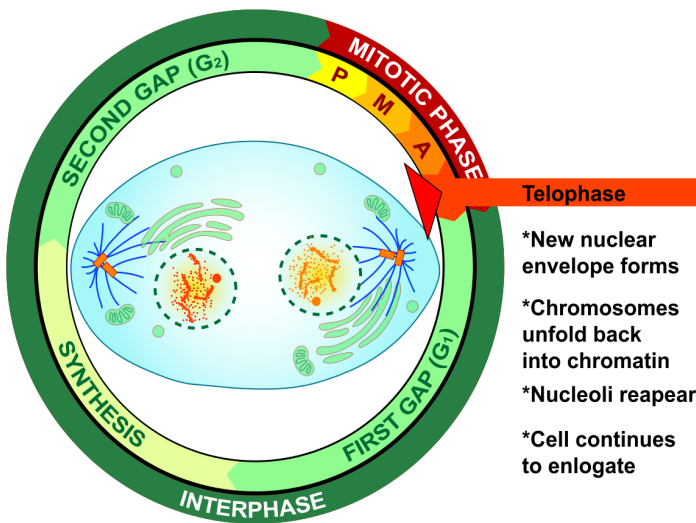 SECOND GAP (G2)
MITOTIC PHASE
P
M
A
Telophase
*New nuclear
envelope forms
*Chromosomes
unfold back
into chromatin
*Nucleoli reapear
*Cell continues
to enlogate
FIRST GAP (G1)
SYNTHESIS
INTERPHASE